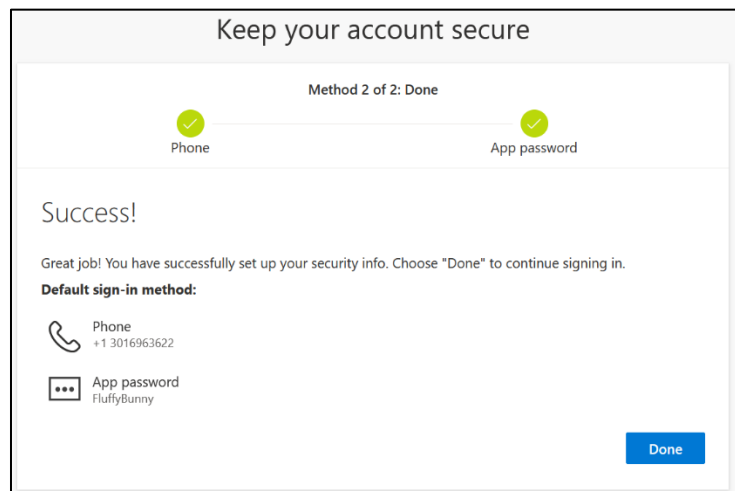 Keep your account secure
Method 2 of 2: Done
Phone
App password
Success!
Great job! You have successfully set up your security info. Choose "Done" to continue signing in.
Default sign-in method:
Phone
+1 3016963622
App password
FluffyBunny
Done